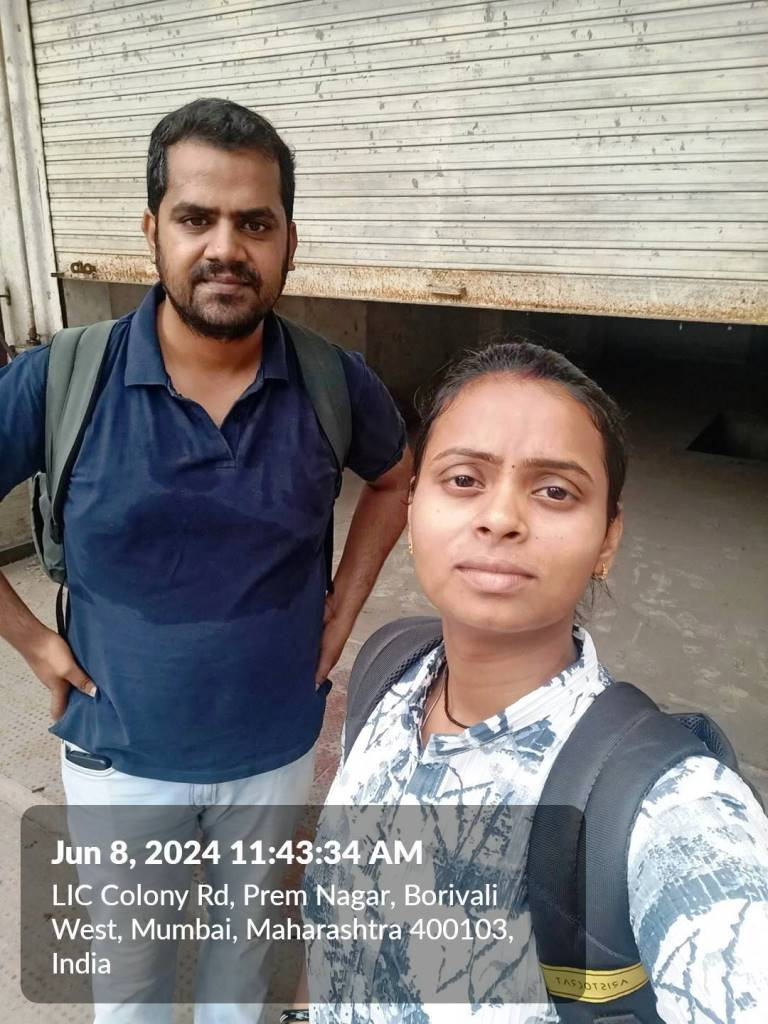 Jun 8, 2024 11:43:34 AM
LIC Colony Rd, Prem Nagar, Borivali
West, Mumbai, Maharashtra 400103,
India